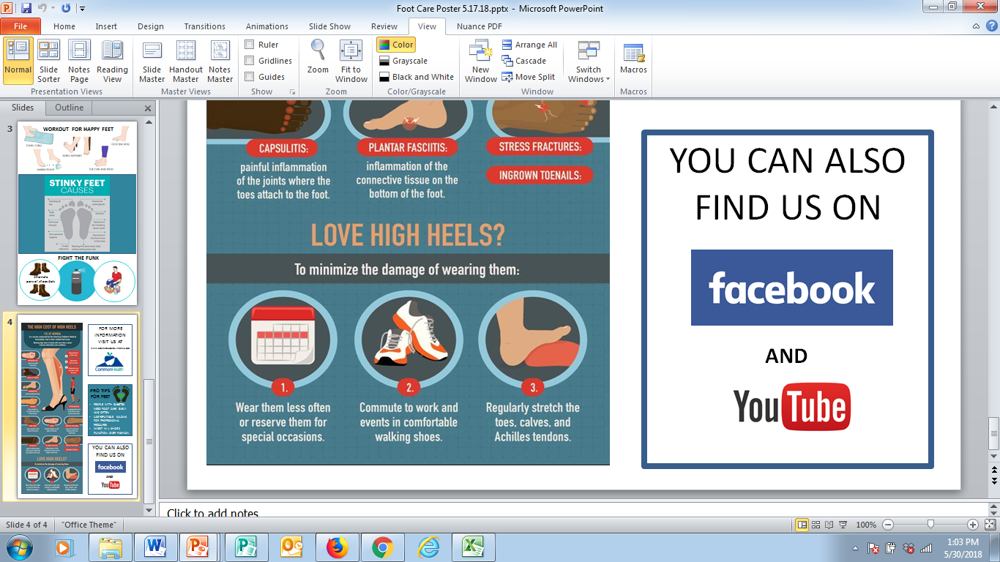 Foot Care Poster 5.17.18.pptx - Microsoft PowerPoint
File Home Insert Design Transitions Animations Slide Show Review View Nuance PDF
Normal
Slide Sorter
Notes Page
Reading View
Presentation Views
Slide Master
Handout Master
Notes Master
Master Views
Ruler
Gridlines
Guides
Show
Zoom
Fit to Window
Zoom
Color
Grayscale
Black and White
Color/Grayscale
New Window
Arrange All
Cascade
Move Split
Switch Windows
Window
Macros
Macros
Slides Outline
3
WORKOUT FOR HAPPY FEET
STINKY FEET
CAUSES
FIGHT THE FUNK
4
THE HIGH COST OF HIGH HEELS
FOR MORE
INFORMATION
VISIT US AT
CommonHealth
PRO TIPS
FOR FEET
LOVE HIGH HEELS?
To minimize the damage of wearing them:
YOU CAN ALSO
FIND US ON
facebook
AND
YouTube
CAPSULITIS:
painful inflammation
of the joints where the
toes attach to the foot.
PLANTAR FASCIITIS:
inflammation of the
connective tissue on the
bottom of the foot.
STRESS FRACTURES:
INGROWN TOENAILS:
LOVE HIGH HEELS?
To minimize the damage of wearing them:
1.
Wear them less often
or reserve them for
special occasions.
2.
Commute to work and
events in comfortable
walking shoes.
3.
Regularly stretch the
toes, calves, and
Achilles tendons.
YOU CAN ALSO
FIND US ON
facebook
AND
YouTube
Click to add notes
Slide 4 of 4 "Office Theme" 100%
1:03 PM
5/30/2018